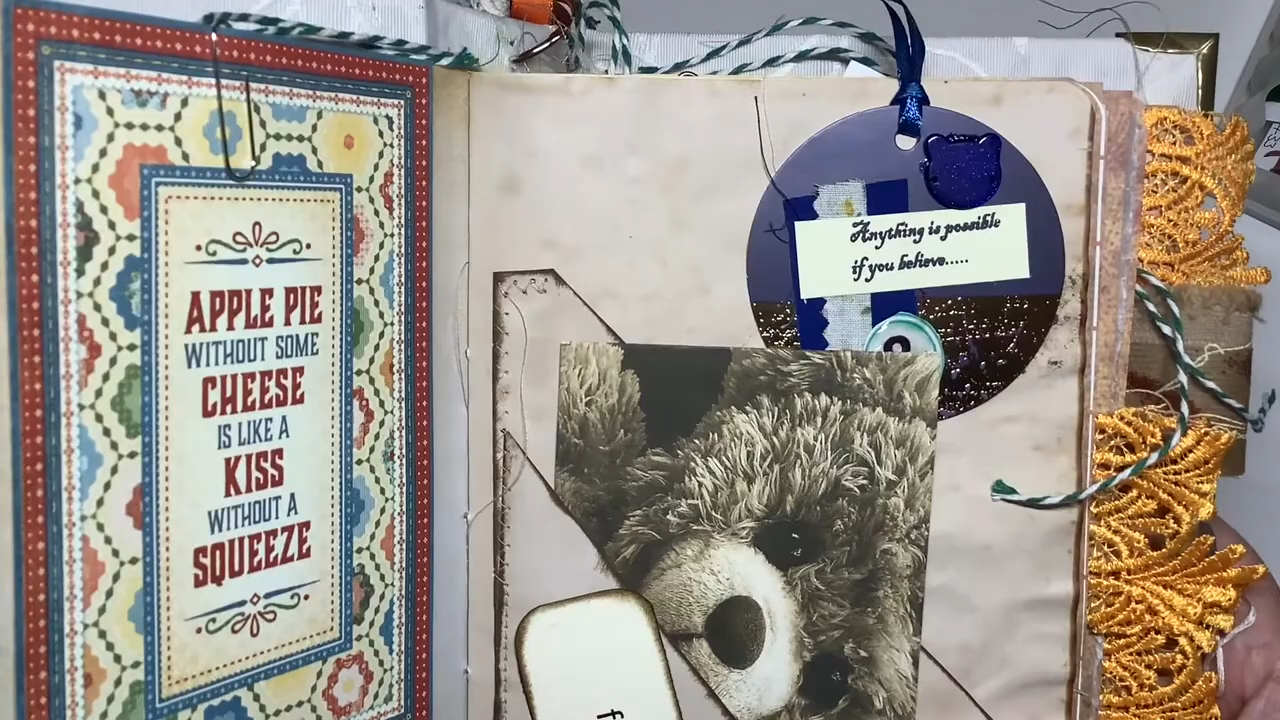 APPLE PIE
WITHOUT SOME
CHEESE
IS LIKE A
KISS
WITHOUT A
SQUEEZE
Anything is possible
if you believe.....
f